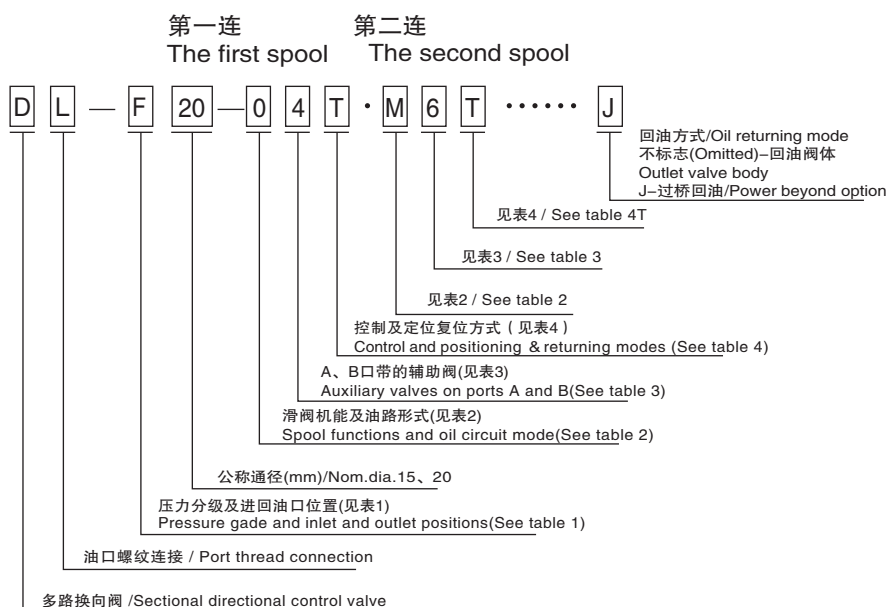 第一连 第二连
The first spool The second spool
D L — F 20 — 0 4 T · M 6 T ······ J
回油方式/Oil returning mode
不标志(Omitted)–回油阀体
Outlet valve body
J–过桥回油/Power beyond option
见表4 / See table 4T
见表3 / See table 3
见表2 / See table 2
控制及定位复位方式 ( 见表4 )
Control and positioning & returning modes (See table 4)
A、B口带的辅助阀(见表3)
Auxiliary valves on ports A and B(See table 3)
滑阀机能及油路形式(见表2)
Spool functions and oil circuit mode(See table 2)
公称通径(mm)/Nom.dia.15、20
压力分级及进回油口位置(见表1)
Pressure gade and inlet and outlet positions(See table 1)
油口螺纹连接 / Port thread connection
多路换向阀 /Sectional directional control valve